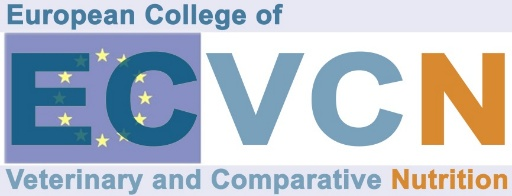 European College of
ECVCN
Veterinary and Comparative Nutrition